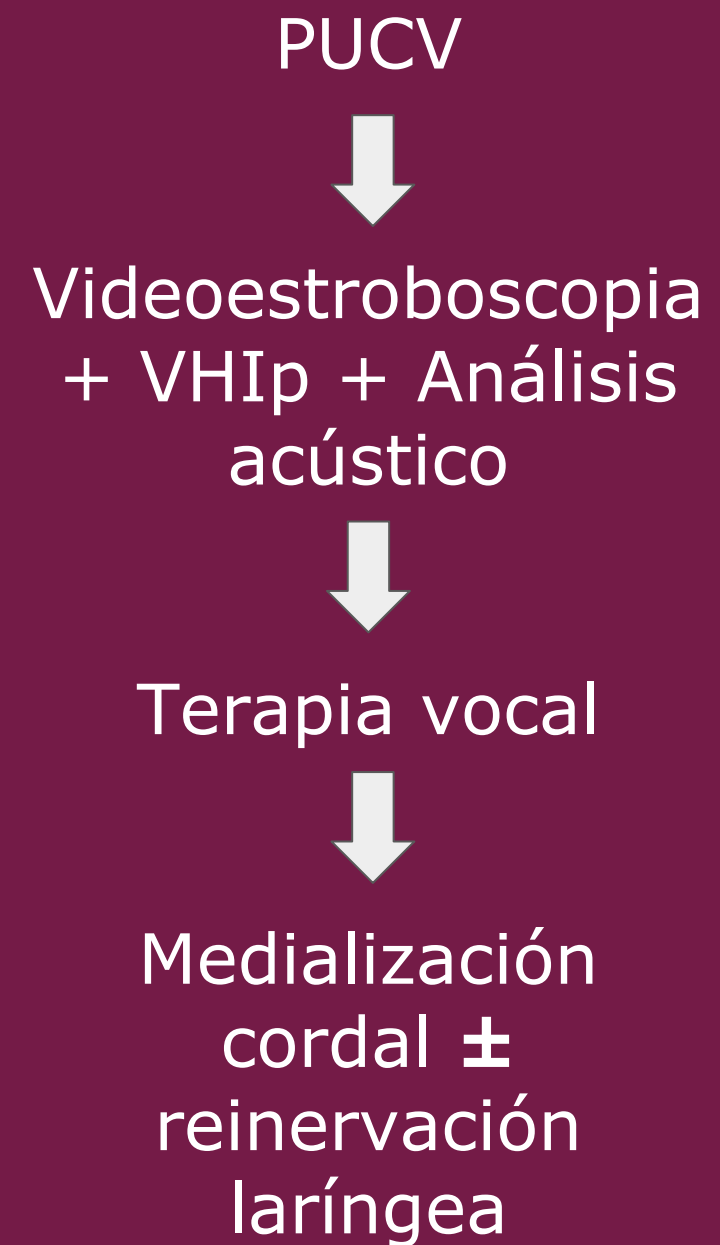 PUCV
Videoestroboscopia
+ VHIp + Análisis
acústico
Terapia vocal
Medialización
cordal ±
reinervación
laríngea